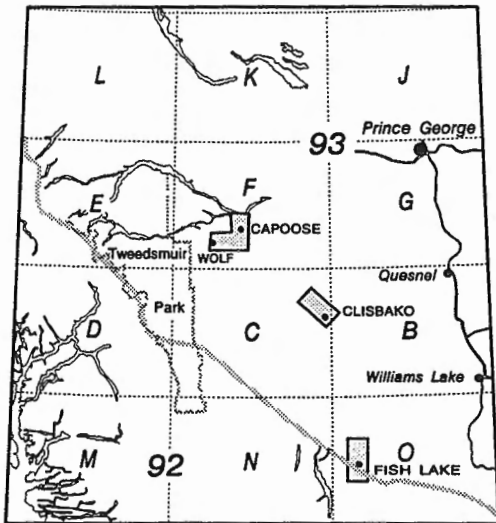 L
K
J
Prince George
93
F
G
E
CAPOOSE
Tweedsmuir
WOLF
Quesnel
Park
CLISBAKO
D
C
B
Williams Lake
M
92
N
O
FISH LAKE